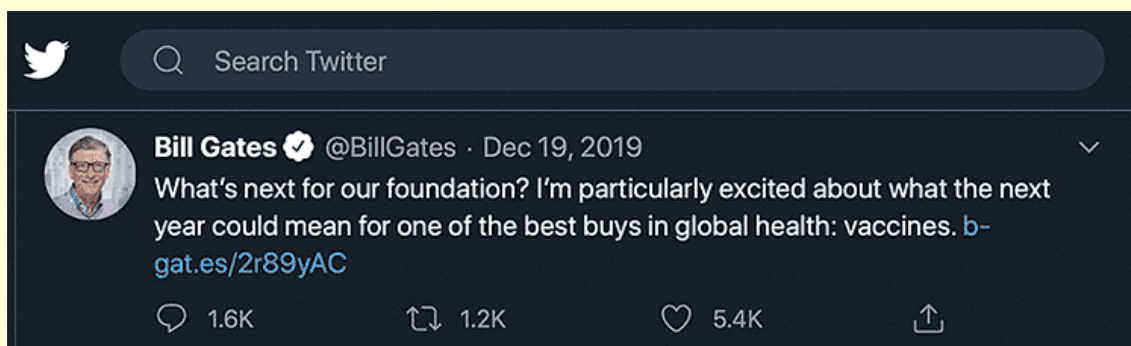 Search Twitter
Bill Gates @BillGates · Dec 19, 2019
What's next for our foundation? I'm particularly excited about what the next
year could mean for one of the best buys in global health: vaccines. b-
gat.es/2r89yAC
1.6K 1.2K 5.4K